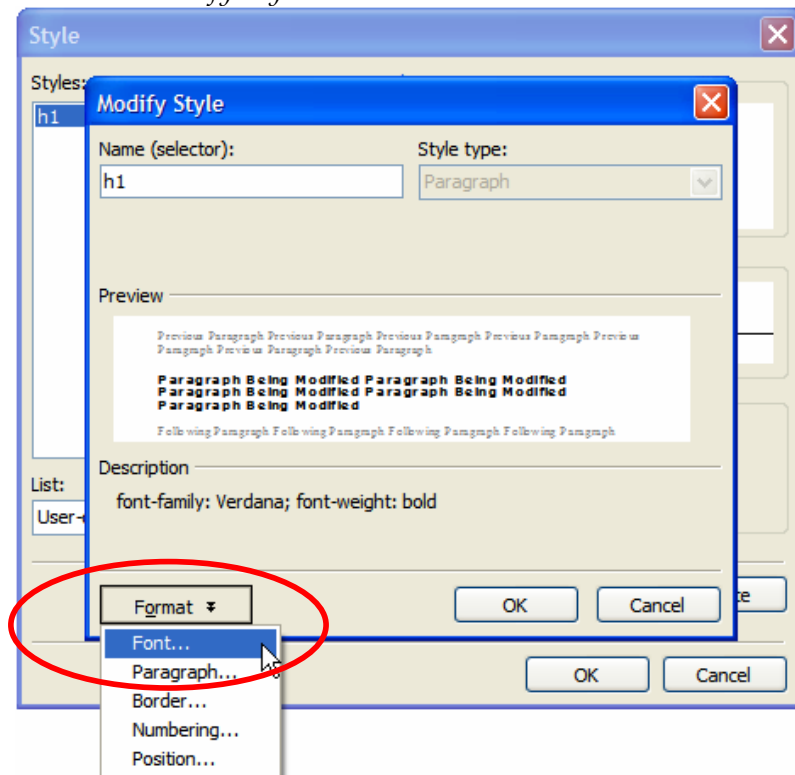 Style
Styles:
h1
Modify Style
Name (selector):
Style type:
h1
Paragraph
Preview
Previous Paragraph Previous Paragraph Previous Paragraph Previous Paragraph Previous
Paragraph Previous Paragraph Previous Paragraph
Paragraph Being Modified Paragraph Being Modified
Paragraph Being Modified Paragraph Being Modified
Paragraph Being Modified
Following Paragraph Following Paragraph Following Paragraph Following Paragraph
Description
font-family: Verdana; font-weight: bold
List:
User-
Format
OK
Cancel
Font...
Paragraph...
Border...
Numbering...
Position...
OK
Cancel